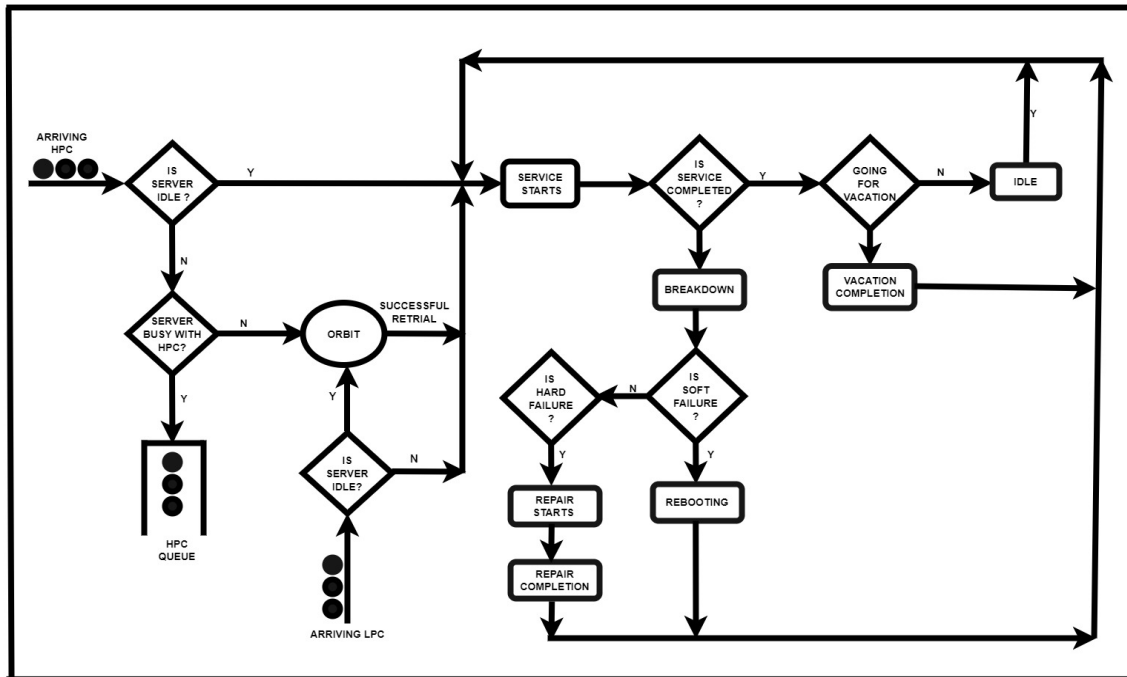 ARRIVING
HPC
IS
SERVER
IDLE ?
Y
N
SERVER
BUSY WITH
HPC?
N
Y
HPC
QUEUE
ORBIT
SUCCESSFUL
RETRIAL
Y
IS
SERVER
IDLE?
N
ARRIVING LPC
SERVICE
STARTS
IS
SERVICE
COMPLETED
?
Y
GOING
FOR
VACATION
N
IDLE
Y
VACATION
COMPLETION
BREAKDOWN
IS
SOFT
FAILURE
?
N
IS
HARD
FAILURE
?
Y
REPAIR
STARTS
REPAIR
COMPLETION
Y
REBOOTING